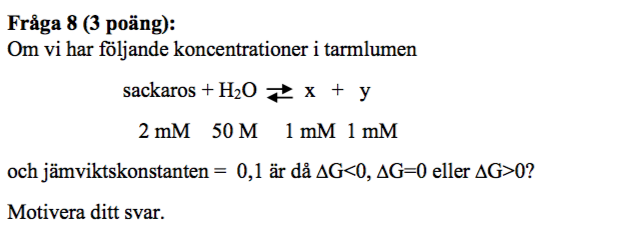 Fråga 8 (3 poäng):
Om vi har följande koncentrationer i tarmlumen
sackaros + H₂O ⇄ x + y
2 mM 50 M 1 mM 1 mM
och jämviktskonstanten = 0,1 är då ΔG<0, ΔG=0 eller ΔG>0?
Motivera ditt svar.